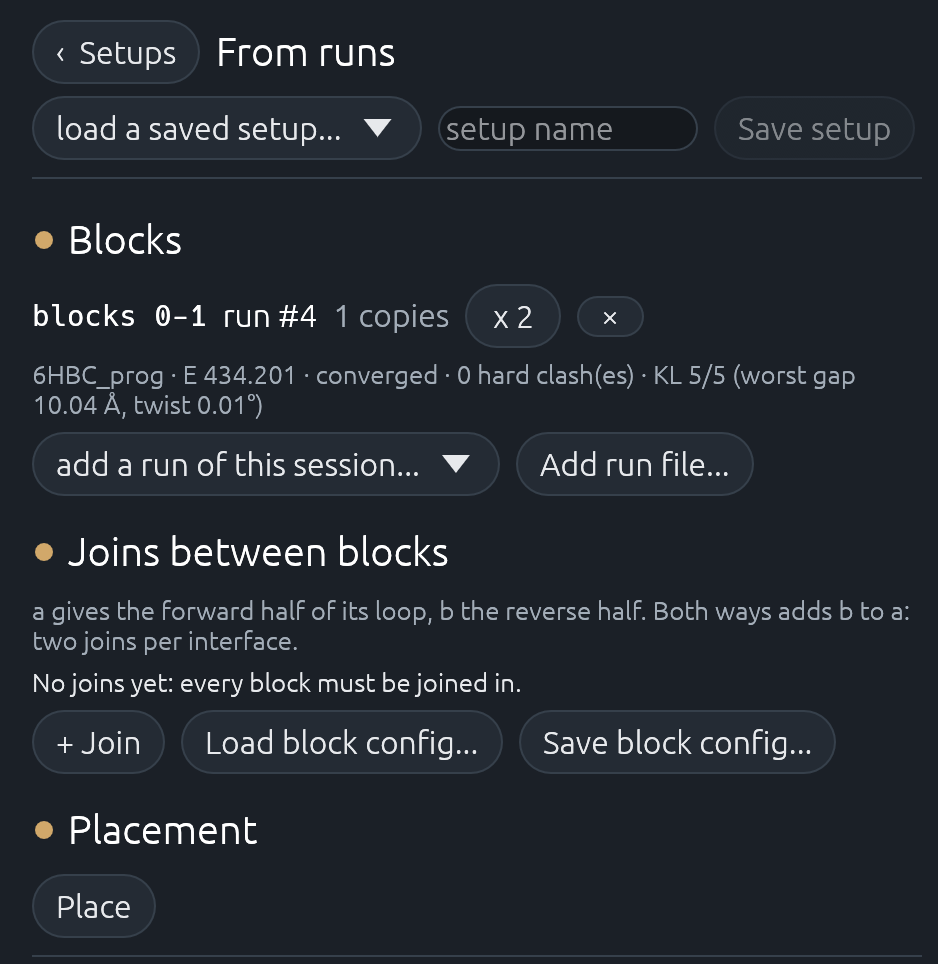 ‹ Setups From runs
load a saved setup... setup name Save setup
Blocks
blocks 0-1 run #4 1 copies x 2 ×
6HBC_prog · E 434.201 · converged · 0 hard clash(es) · KL 5/5 (worst gap
10.04 Å, twist 0.01°)
add a run of this session... Add run file...
Joins between blocks
a gives the forward half of its loop, b the reverse half. Both ways adds b to a:
two joins per interface.
No joins yet: every block must be joined in.
+ Join Load block config... Save block config...
Placement
Place